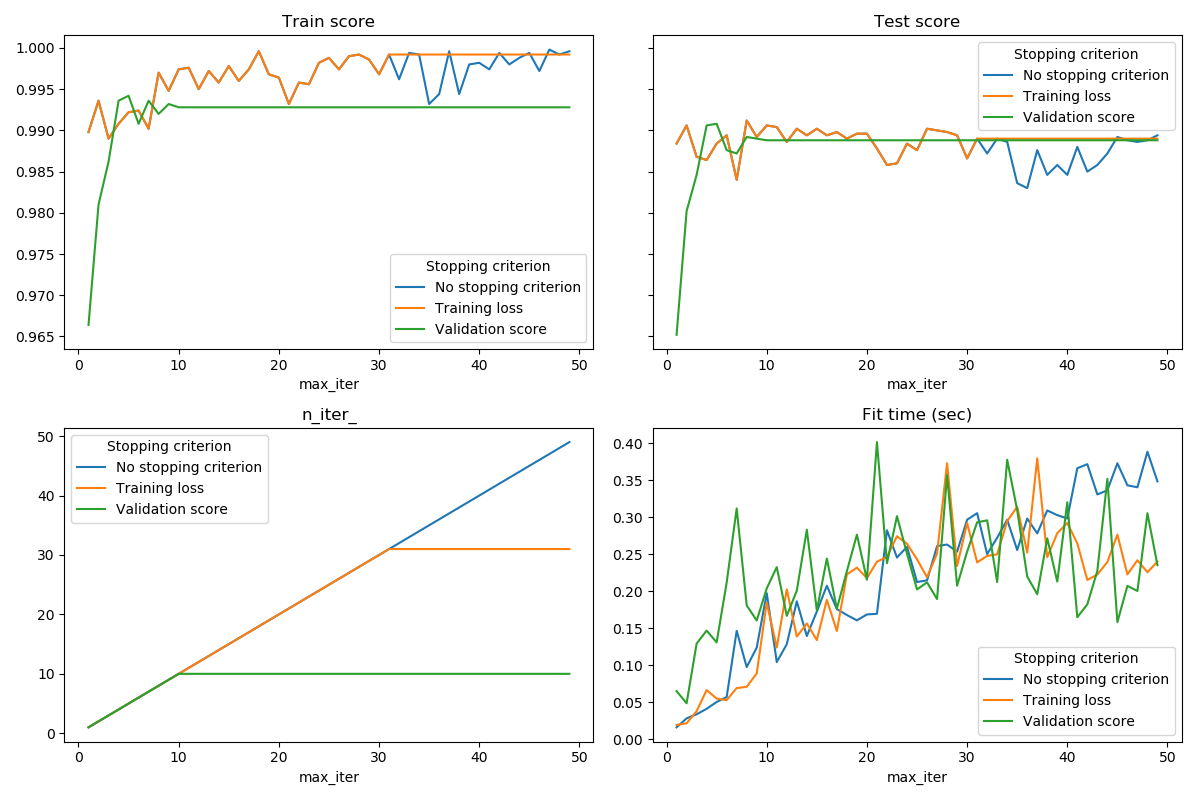 Train score
1.000
0.995
0.990
0.985
0.980
0.975
0.970
0.965
Stopping criterion
No stopping criterion
Training loss
Validation score
0 10 20 30 40 50
max_iter
Test score
Stopping criterion
No stopping criterion
Training loss
Validation score
0 10 20 30 40 50
max_iter
n_iter_
50
40
30
20
10
0
Stopping criterion
No stopping criterion
Training loss
Validation score
0 10 20 30 40 50
max_iter
Fit time (sec)
0.40
0.35
0.30
0.25
0.20
0.15
0.10
0.05
0.00
Stopping criterion
No stopping criterion
Training loss
Validation score
0 10 20 30 40 50
max_iter